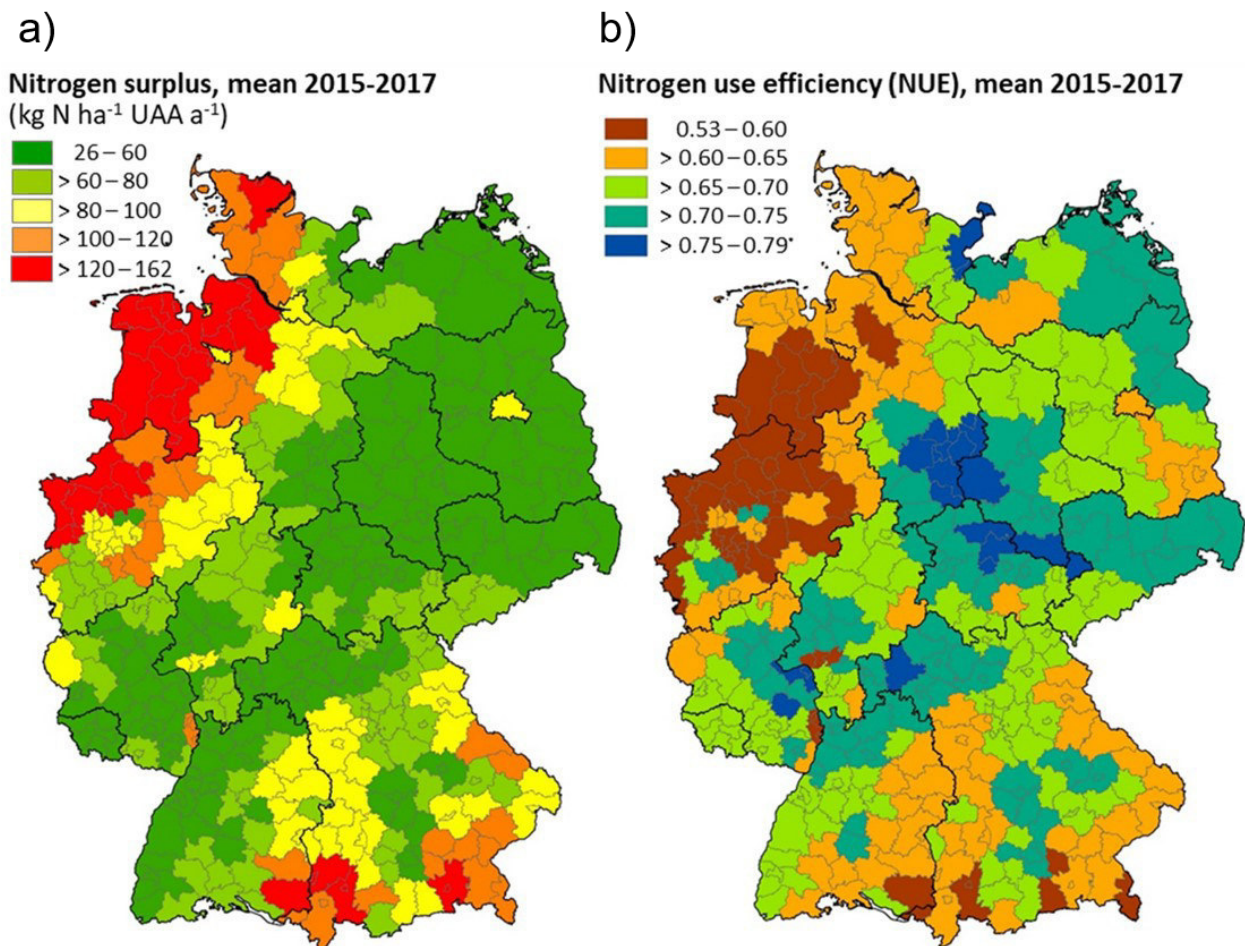 a)
Nitrogen surplus, mean 2015-2017
(kg N ha⁻¹ UAA a⁻¹)
26 – 60
> 60 – 80
> 80 – 100
> 100 – 120
> 120 – 162
b)
Nitrogen use efficiency (NUE), mean 2015-2017
0.53 – 0.60
> 0.60 – 0.65
> 0.65 – 0.70
> 0.70 – 0.75
> 0.75 – 0.79